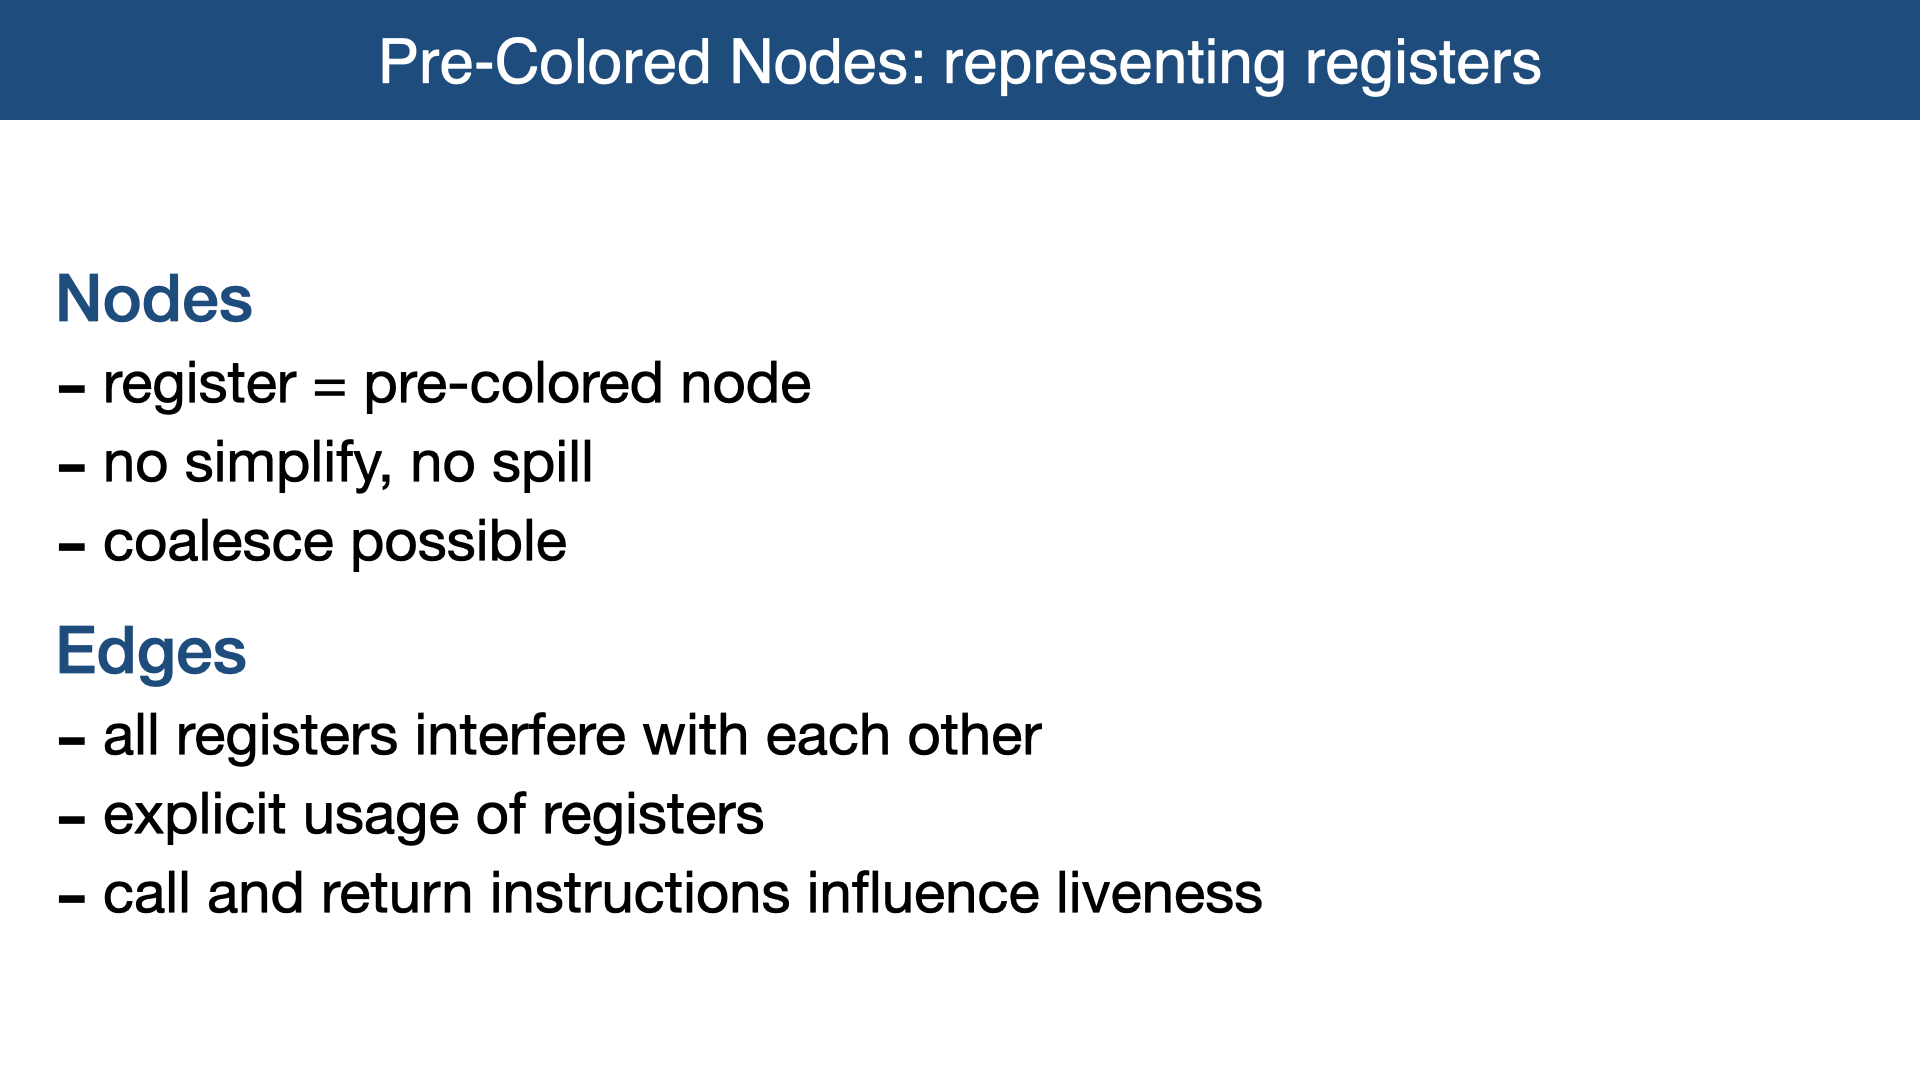 Pre-Colored Nodes: representing registers
Nodes
- register = pre-colored node
- no simplify, no spill
- coalesce possible
Edges
- all registers interfere with each other
- explicit usage of registers
- call and return instructions influence liveness